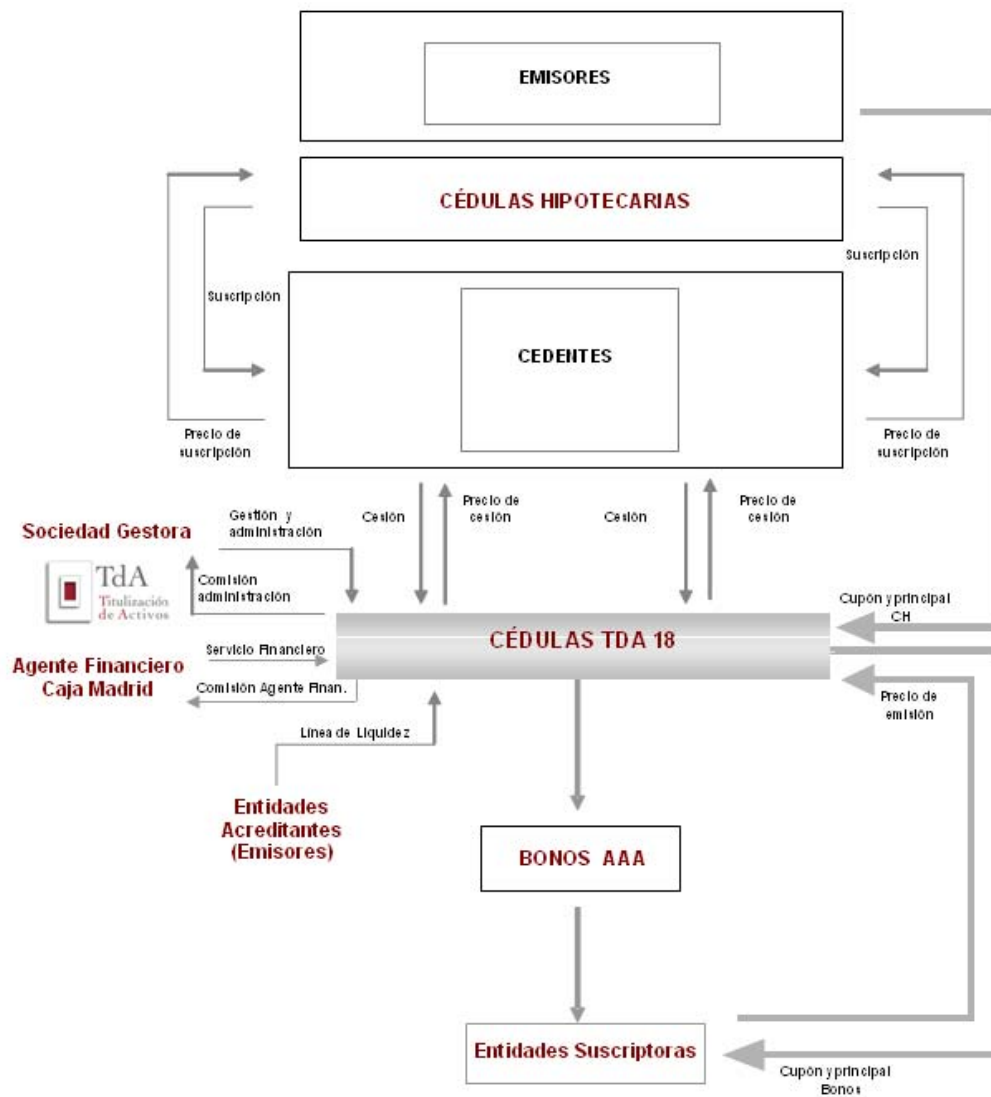 EMISORES
CÉDULAS HIPOTECARIAS
Suscripción
Suscripción
CEDENTES
Precio de
suscripción
Precio de
suscripción
Sociedad Gestora
TdA
Titulización
de Activos
Gestión y
administración
Comisión
administración
Cesión
Precio de
cesión
Cesión
Precio de
cesión
Agente Financiero
Caja Madrid
Servicio Financiero
Comisión Agente Finan.
CÉDULAS TDA 18
Cupón y principal
CH
Precio de
emisión
Línea de Liquidez
Entidades
Acreditantes
(Emisores)
BONOS AAA
Entidades Suscriptoras
Cupón y principal
Bonos